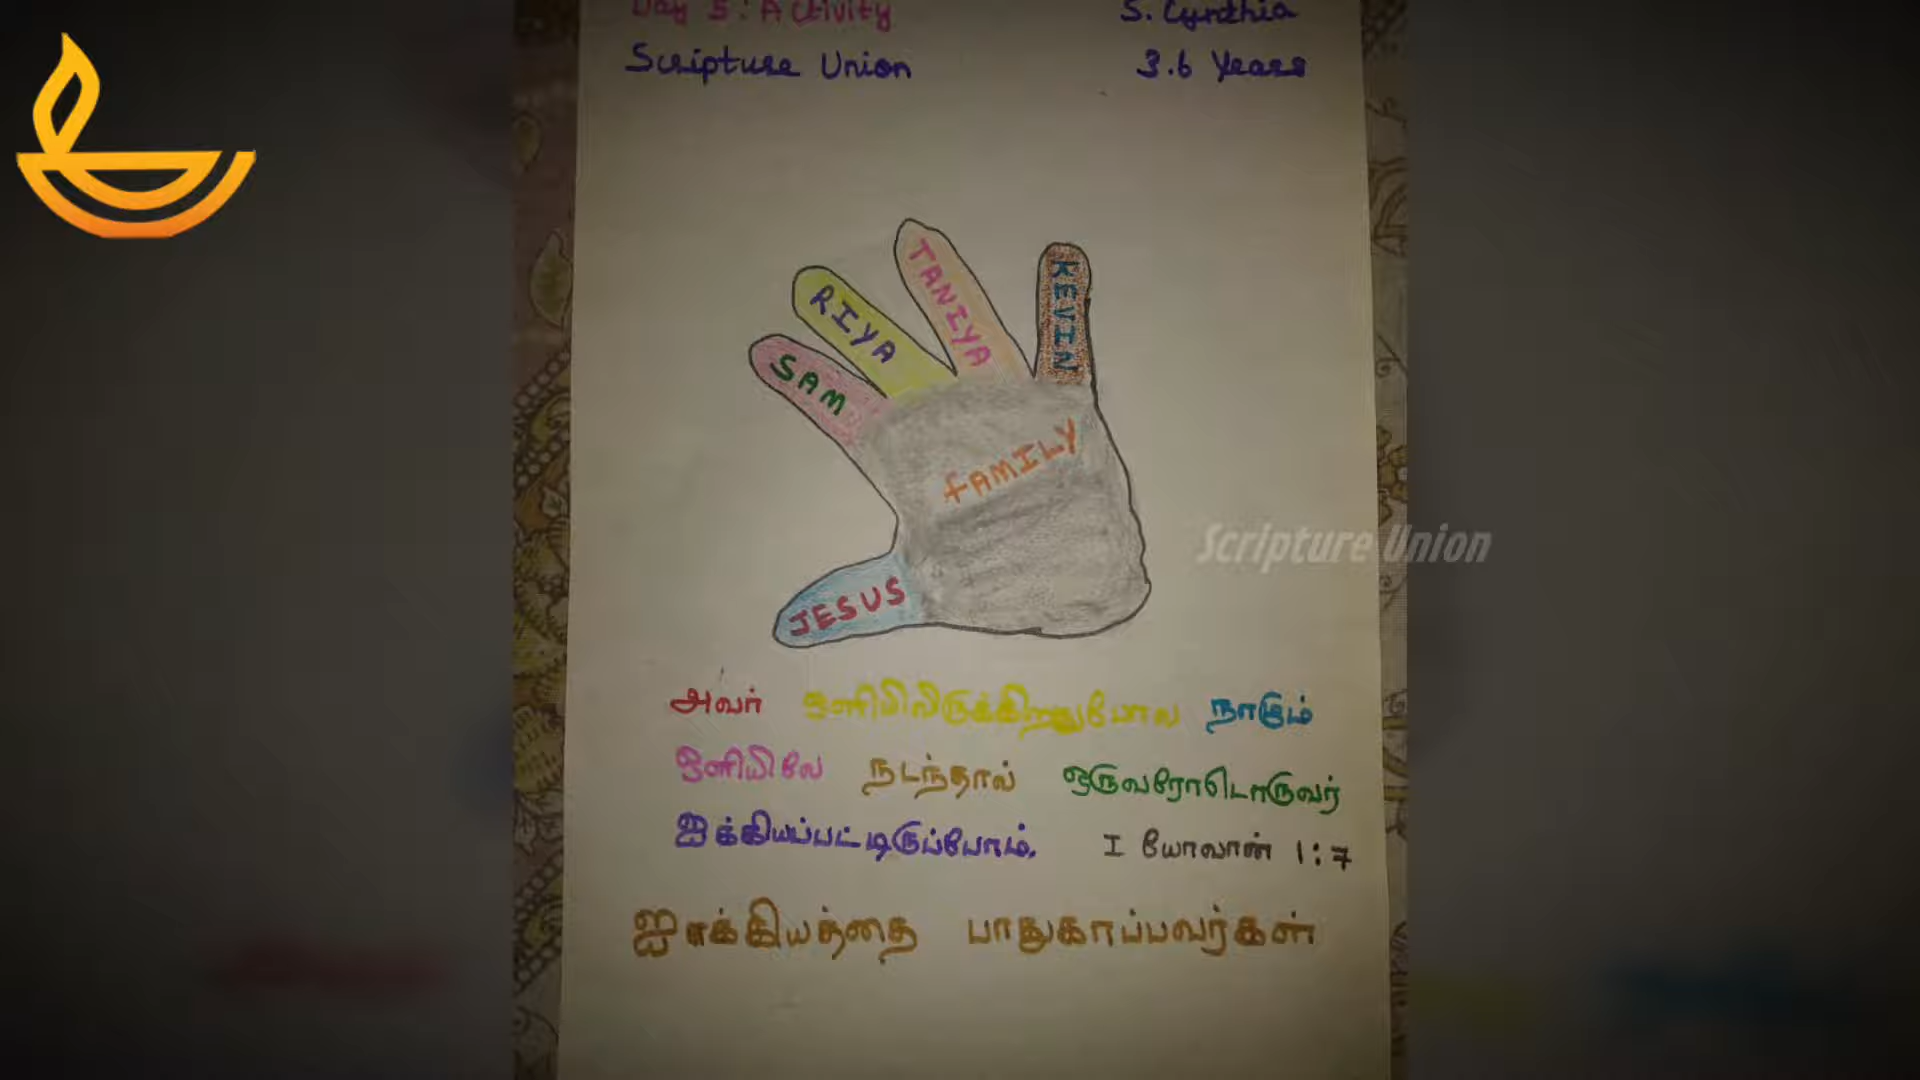 Day 5 : Activity
S. Cynthia
Scripture Union
3.6 Years
TANIYA
KEVIN
RIYA
SAM
FAMILY
JESUS
Scripture Union
அவர் ஒளியிலிருக்கிறதுபோல நாமும்
ஒளியிலே நடந்தால் ஒருவரோடொருவர்
ஐக்கியப்பட்டிருப்போம். I யோவான் 1:7
ஐக்கியத்தை பாதுகாப்பவர்கள்